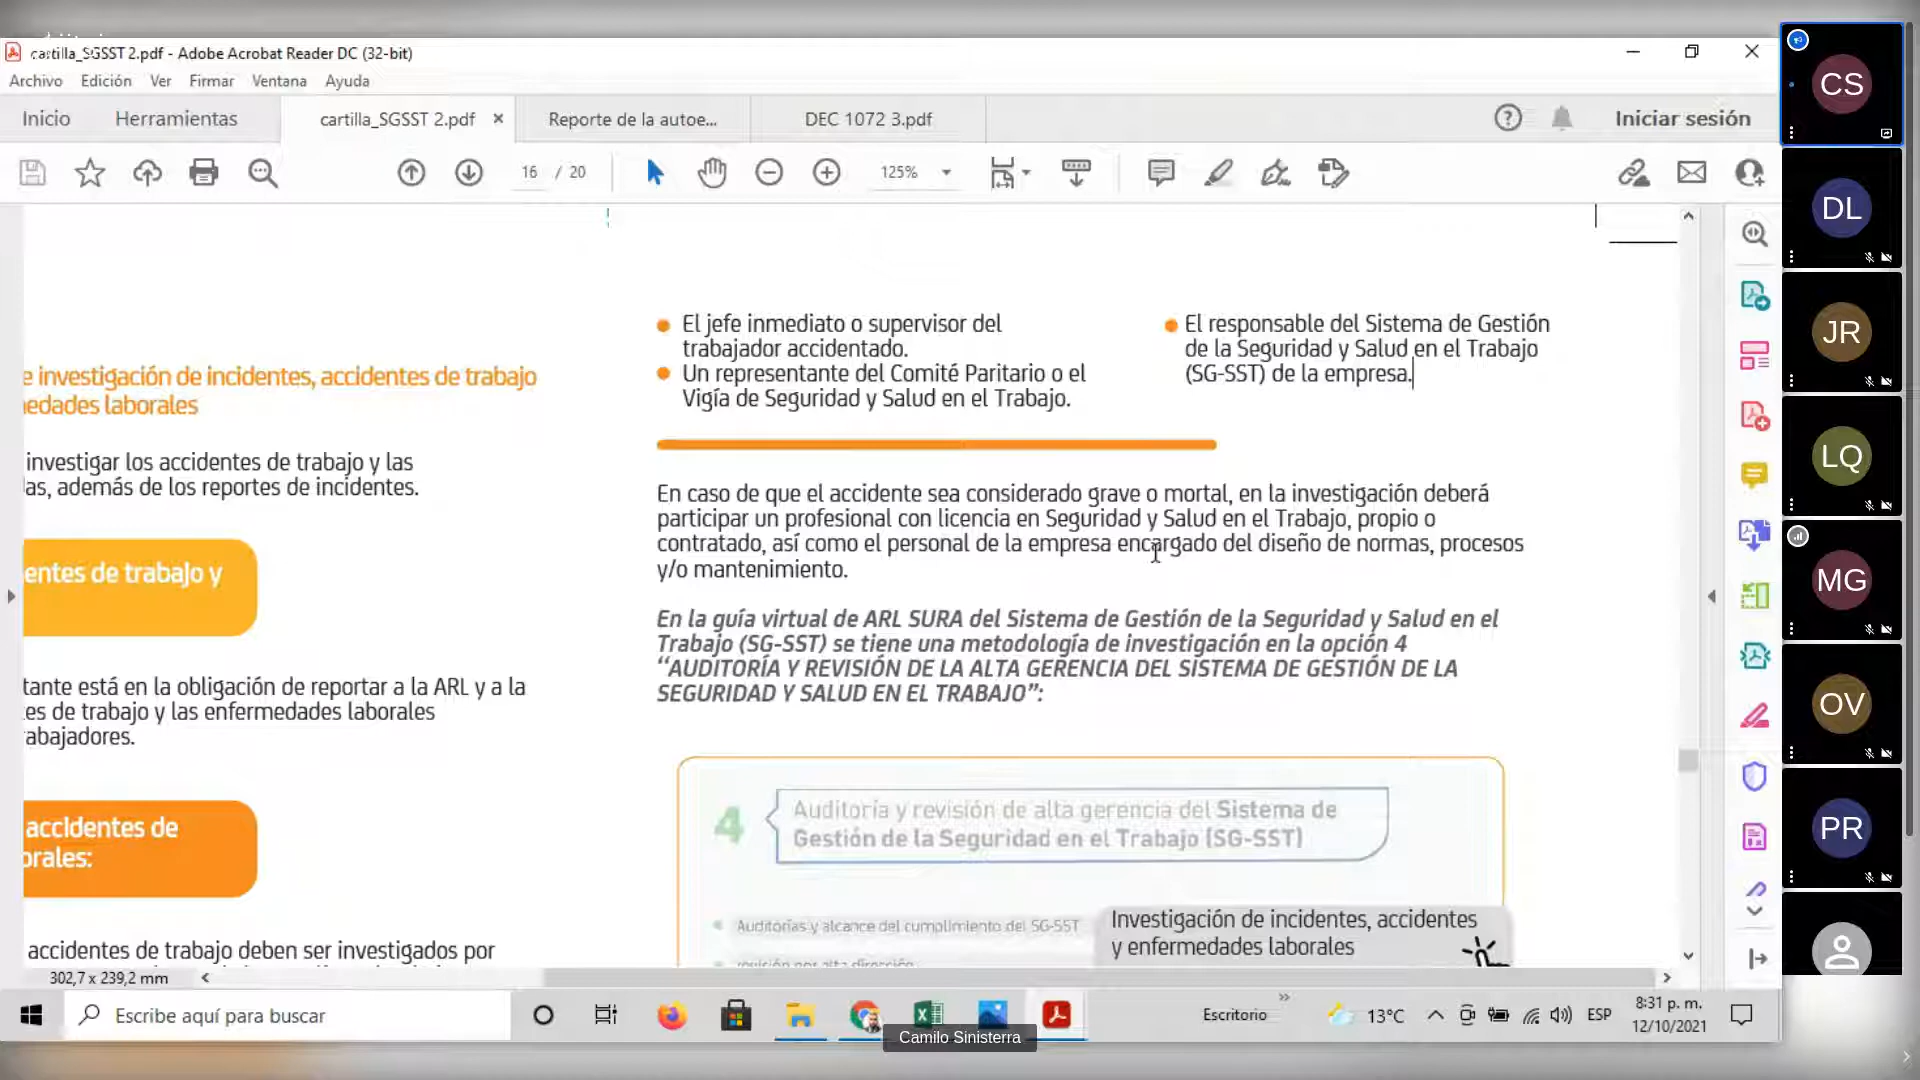 cartilla_SGSST 2.pdf - Adobe Acrobat Reader DC (32-bit)
Archivo Edición Ver Firmar Ventana Ayuda
Inicio Herramientas cartilla_SGSST 2.pdf × Reporte de la autoe... DEC 1072 3.pdf Iniciar sesión
16 / 20 125%
e investigación de incidentes, accidentes de trabajo
edades laborales
investigar los accidentes de trabajo y las
as, además de los reportes de incidentes.
entes de trabajo y
tante está en la obligación de reportar a la ARL y a la
es de trabajo y las enfermedades laborales
abajadores.
accidentes de
orales:
accidentes de trabajo deben ser investigados por
El jefe inmediato o supervisor del
trabajador accidentado.
Un representante del Comité Paritario o el
Vigía de Seguridad y Salud en el Trabajo.
El responsable del Sistema de Gestión
de la Seguridad y Salud en el Trabajo
(SG-SST) de la empresa.
En caso de que el accidente sea considerado grave o mortal, en la investigación deberá
participar un profesional con licencia en Seguridad y Salud en el Trabajo, propio o
contratado, así como el personal de la empresa encargado del diseño de normas, procesos
y/o mantenimiento.
En la guía virtual de ARL SURA del Sistema de Gestión de la Seguridad y Salud en el
Trabajo (SG-SST) se tiene una metodología de investigación en la opción 4
“AUDITORÍA Y REVISIÓN DE LA ALTA GERENCIA DEL SISTEMA DE GESTIÓN DE LA
SEGURIDAD Y SALUD EN EL TRABAJO”:
4
Auditoría y revisión de alta gerencia del Sistema de
Gestión de la Seguridad en el Trabajo (SG-SST)
Auditorías y alcance del cumplimiento del SG-SST
revisión por alta dirección
Investigación de incidentes, accidentes
y enfermedades laborales
302,7 x 239,2 mm
Escribe aquí para buscar
Escritorio
13°C
ESP
8:31 p. m.
12/10/2021
Camilo Sinisterra
CS
DL
JR
LQ
MG
OV
PR